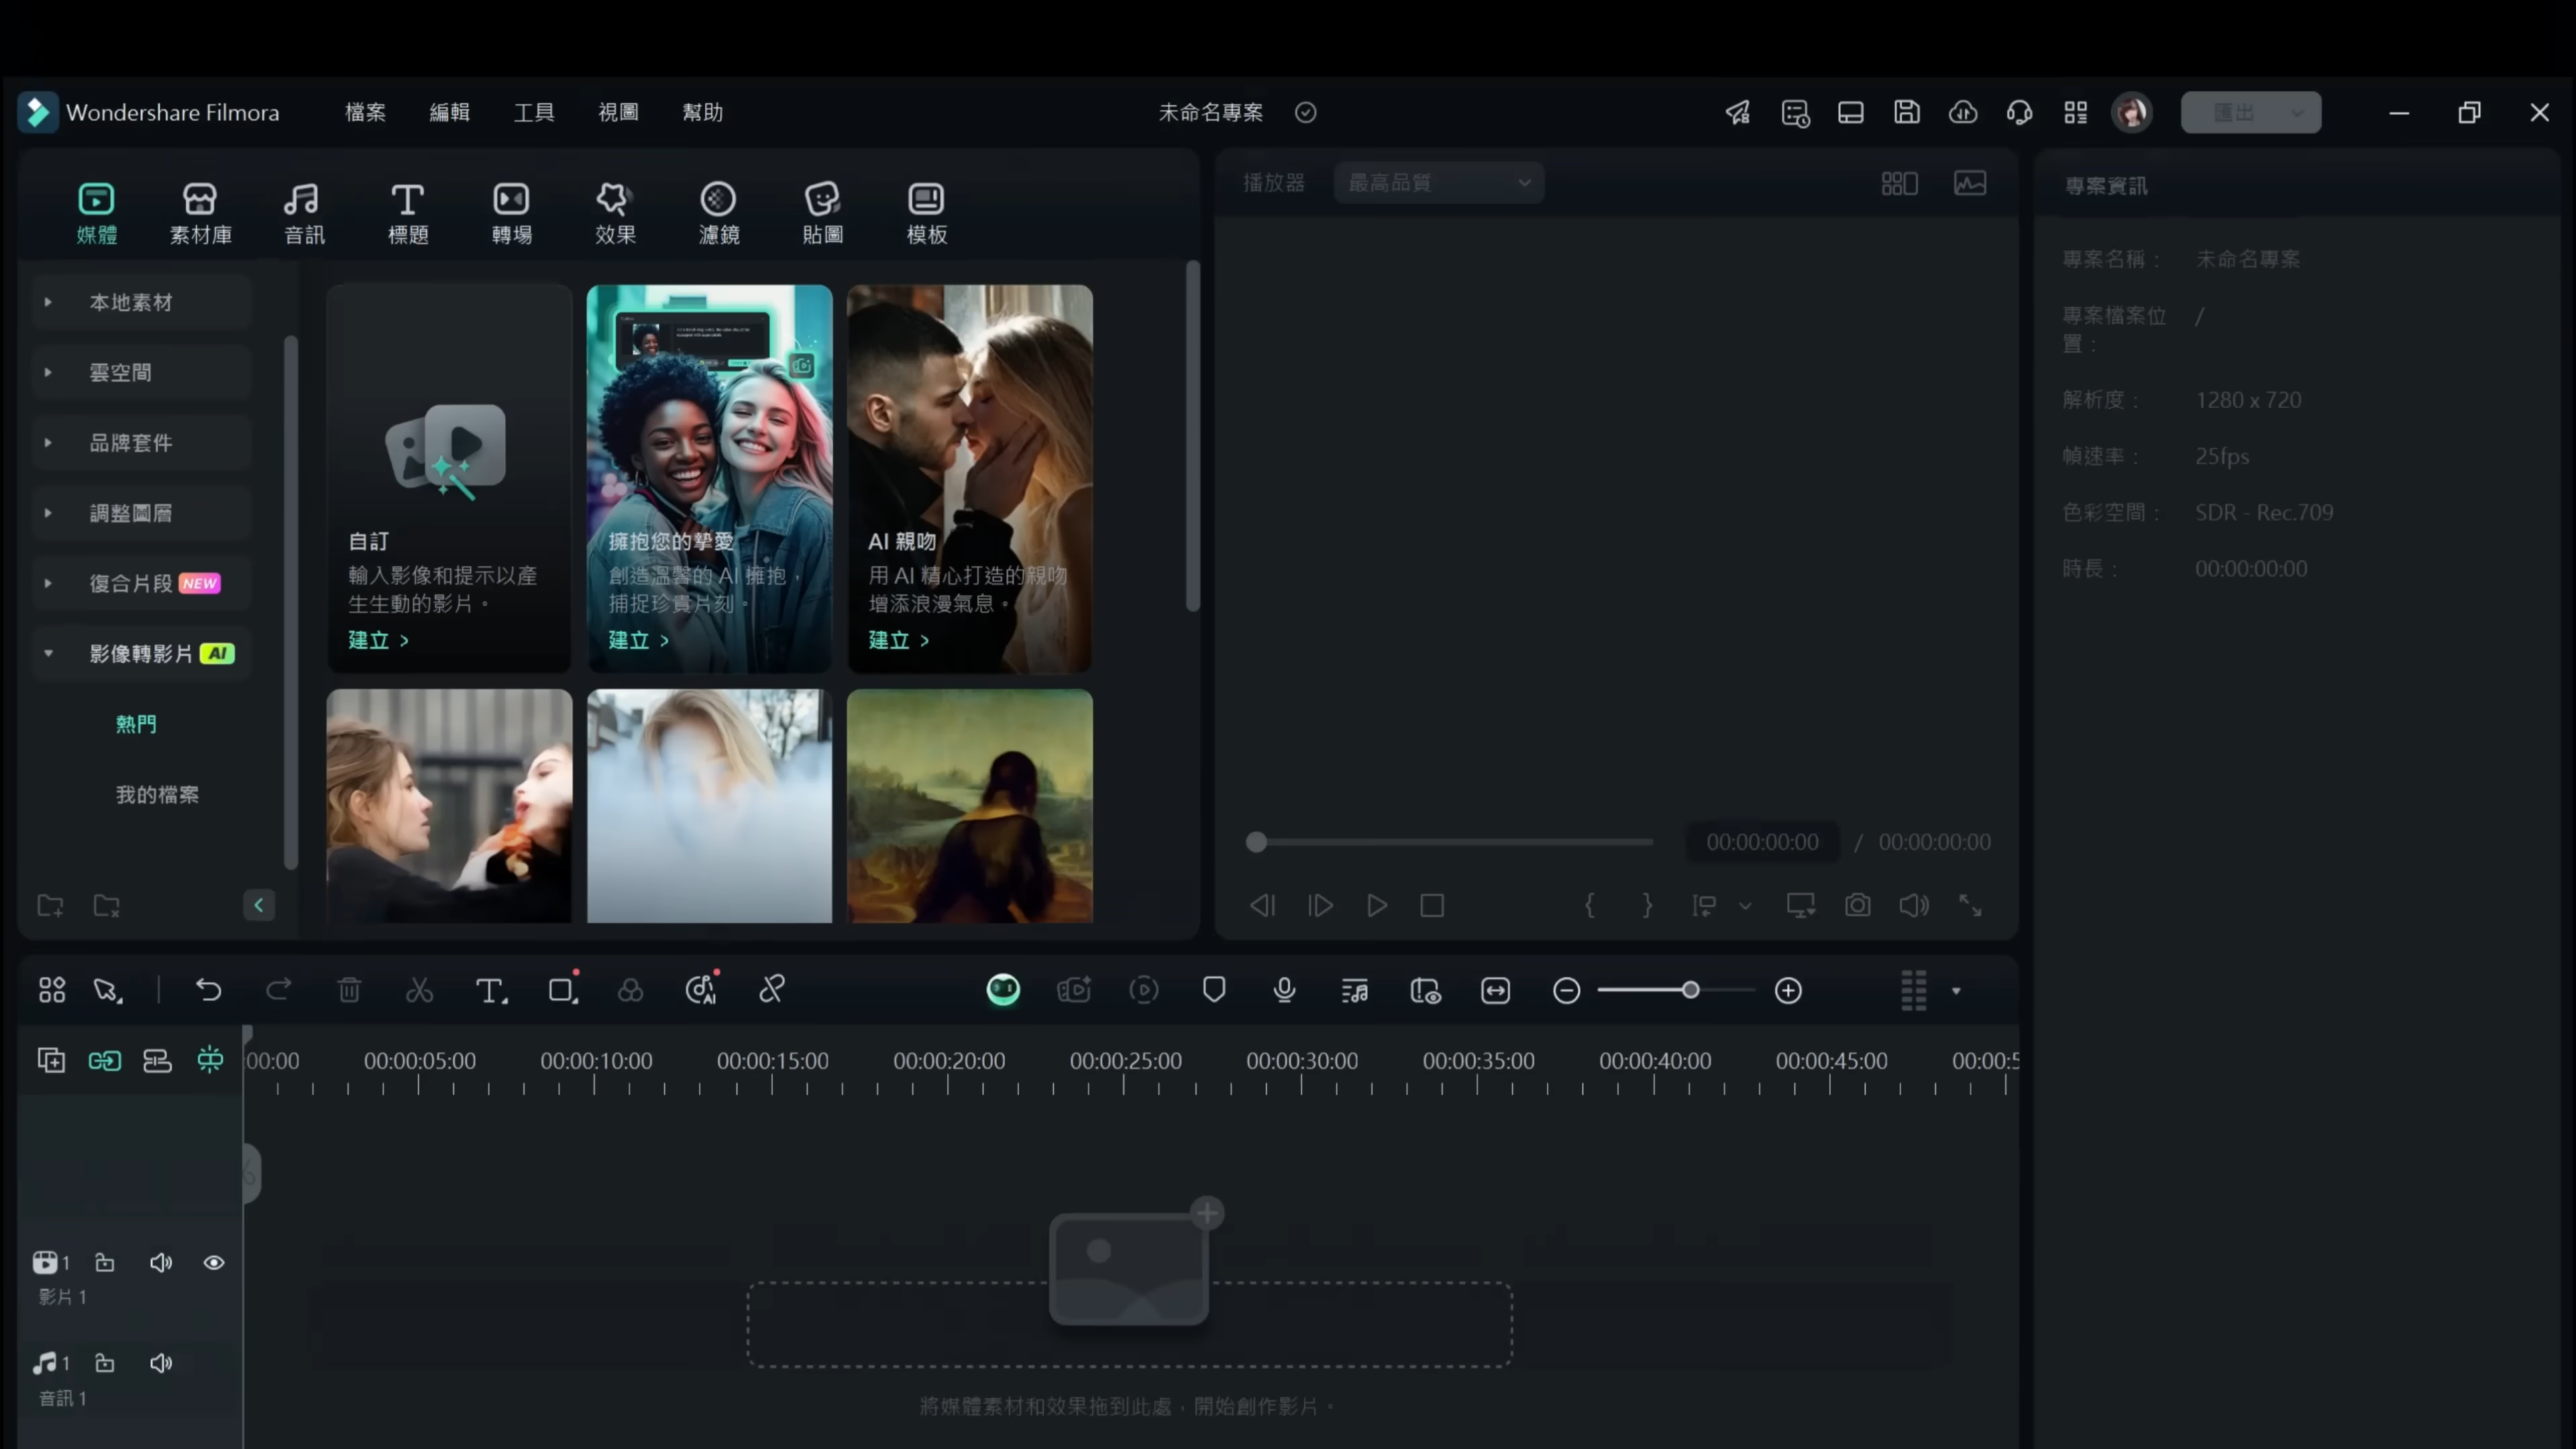 Wondershare Filmora 檔案 編輯 工具 視圖 幫助 未命名專案 匯出
媒體 素材庫 音訊 標題 轉場 效果 濾鏡 貼圖 模板
本地素材
雲空間
品牌套件
調整圖層
復合片段 NEW
影像轉影片 AI
熱門
我的檔案
自訂
輸入影像和提示以產
生生動的影片。
建立 >
擁抱您的摯愛
創造溫馨的 AI 擁抱，
捕捉珍貴片刻。
建立 >
AI 親吻
用 AI 精心打造的親吻
增添浪漫氣息。
建立 >
播放器 最高品質
00:00:00:00 / 00:00:00:00
{ }
專案資訊
專案名稱： 未命名專案
專案檔案位 /
置：
解析度： 1280 x 720
幀速率： 25fps
色彩空間： SDR - Rec.709
時長： 00:00:00:00
AI
:00:00 00:00:05:00 00:00:10:00 00:00:15:00 00:00:20:00 00:00:25:00 00:00:30:00 00:00:35:00 00:00:40:00 00:00:45:00 00:00:5
1
影片 1
1
音訊 1
將媒體素材和效果拖到此處，開始創作影片。